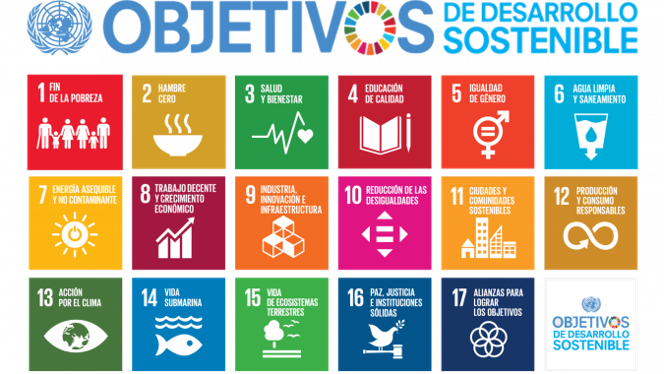 OBJETIVOS
DE DESARROLLO
SOSTENIBLE
1 FIN
DE LA POBREZA
2 HAMBRE
CERO
3 SALUD
Y BIENESTAR
4 EDUCACIÓN
DE CALIDAD
5 IGUALDAD
DE GÉNERO
6 AGUA LIMPIA
Y SANEAMIENTO
7 ENERGÍA ASEQUIBLE
Y NO CONTAMINANTE
8 TRABAJO DECENTE
Y CRECIMIENTO
ECONÓMICO
9 INDUSTRIA,
INNOVACIÓN E
INFRAESTRUCTURA
10 REDUCCIÓN DE LAS
DESIGUALDADES
11 CIUDADES Y
COMUNIDADES
SOSTENIBLES
12 PRODUCCIÓN
Y CONSUMO
RESPONSABLES
13 ACCIÓN
POR EL CLIMA
14 VIDA
SUBMARINA
15 VIDA
DE ECOSISTEMAS
TERRESTRES
16 PAZ, JUSTICIA
E INSTITUCIONES
SÓLIDAS
17 ALIANZAS PARA
LOGRAR
LOS OBJETIVOS
OBJETIVOS
DE DESARROLLO
SOSTENIBLE